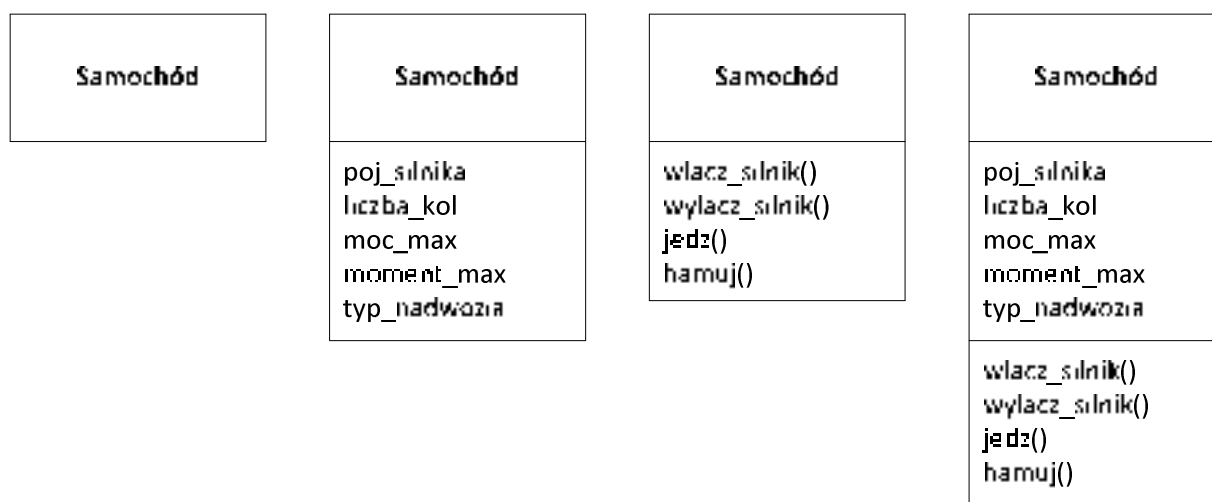 Samochód
Samochód
poj_silnika
liczba_kol
moc_max
moment_max
typ_nadwozia
Samochód
wlacz_silnik()
wylacz_silnik()
jedz()
hamuj()
Samochód
poj_silnika
liczba_kol
moc_max
moment_max
typ_nadwozia
wlacz_silnik()
wylacz_silnik()
jedz()
hamuj()